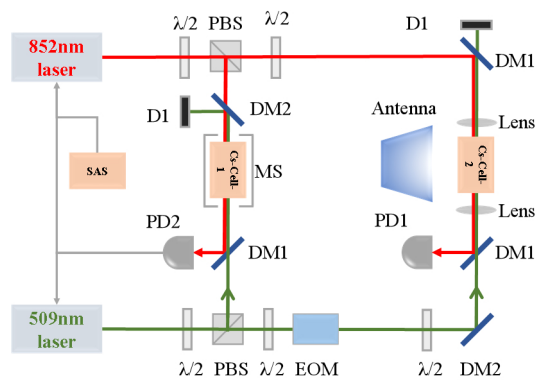 D1
λ/2
PBS
λ/2
852nm
laser
DM1
D1
DM2
Antenna
Lens
SAS
Cs-Cell-
1
MS
Cs-Cell-
2
Lens
PD2
PD1
DM1
DM1
509nm
laser
λ/2
PBS
λ/2
EOM
λ/2
DM2